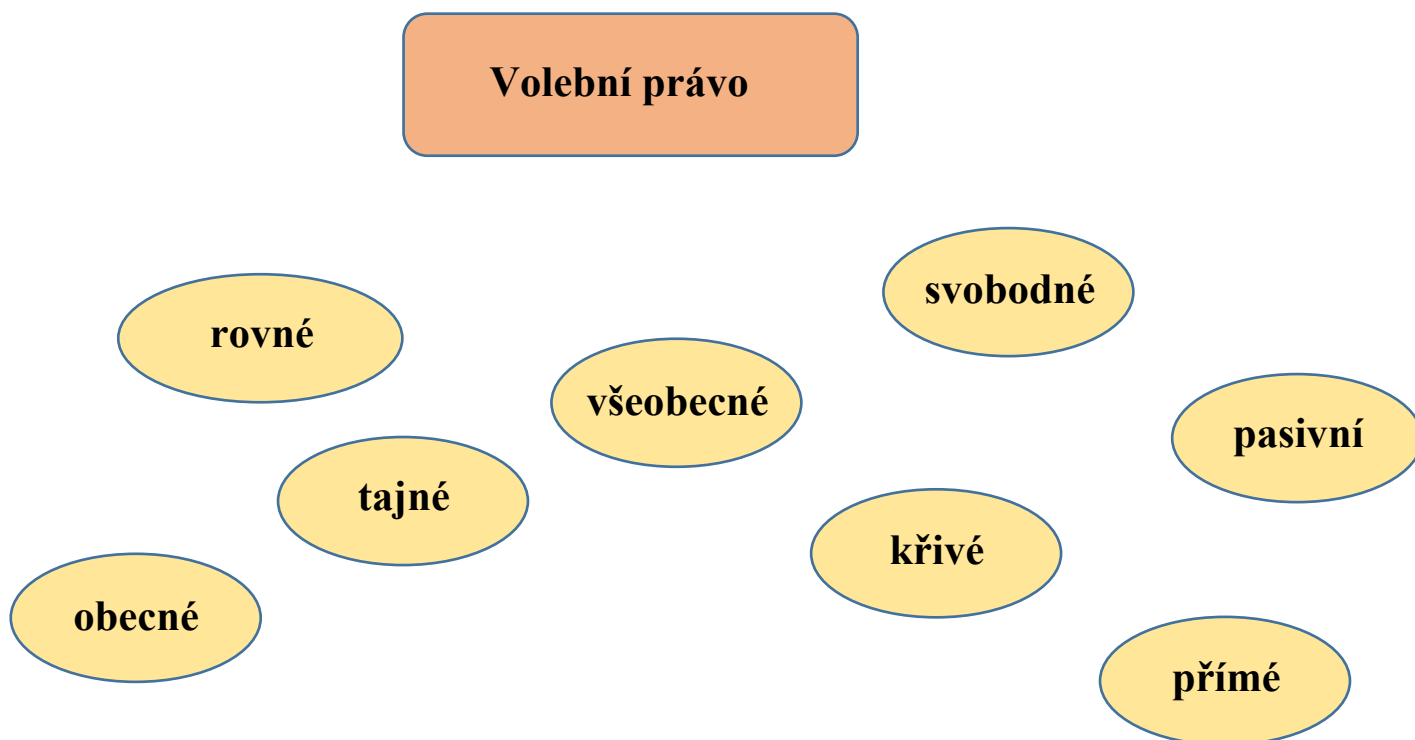 Volební právo
svobodné
rovné
všeobecné
pasivní
tajné
křivé
obecné
přímé